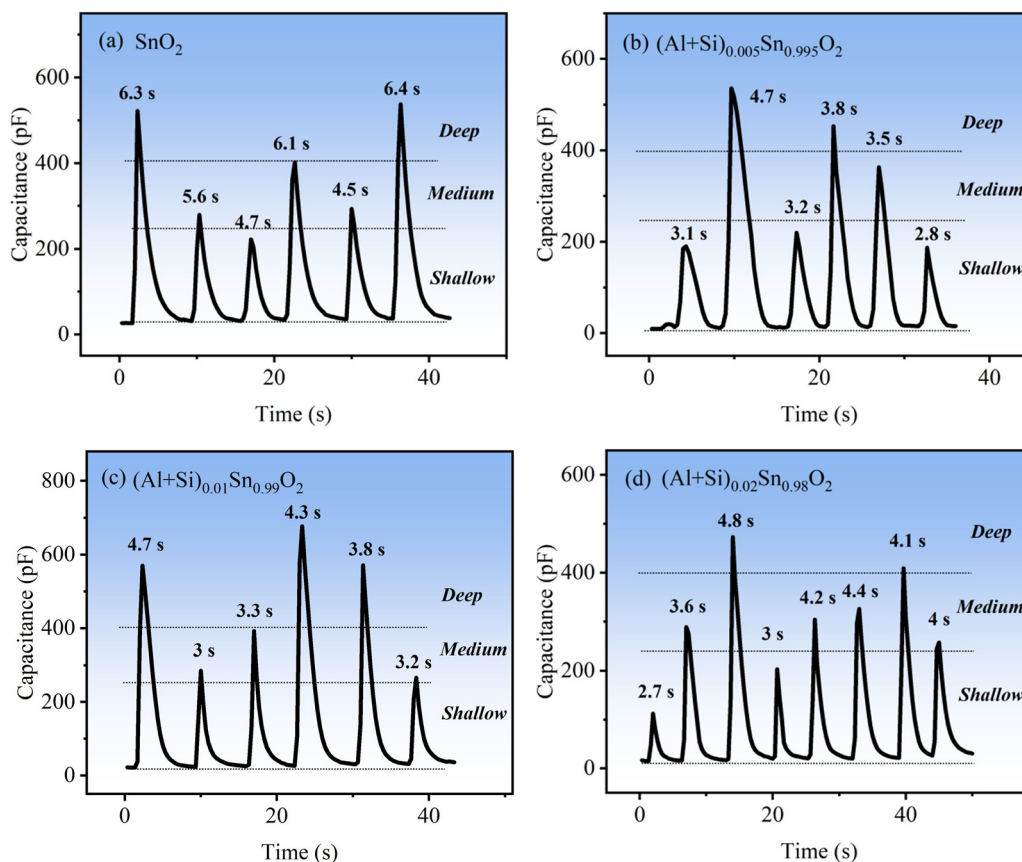 (a) SnO₂
Capacitance (pF)
600
400
200
0
6.3 s
5.6 s
4.7 s
6.1 s
4.5 s
6.4 s
Deep
Medium
Shallow
0
20
40
Time (s)
(b) (Al+Si)₀.₀₀₅Sn₀.₉₉₅O₂
Capacitance (pF)
600
400
200
0
3.1 s
4.7 s
3.2 s
3.8 s
3.5 s
2.8 s
Deep
Medium
Shallow
0
20
40
Time (s)
(c) (Al+Si)₀.₀₁Sn₀.₉₉O₂
Capacitance (pF)
800
600
400
200
0
4.7 s
3 s
3.3 s
4.3 s
3.8 s
3.2 s
Deep
Medium
Shallow
0
20
40
Time (s)
(d) (Al+Si)₀.₀₂Sn₀.₉₈O₂
Capacitance (pF)
600
400
200
0
2.7 s
3.6 s
4.8 s
3 s
4.2 s
4.4 s
4.1 s
4 s
Deep
Medium
Shallow
0
20
40
Time (s)